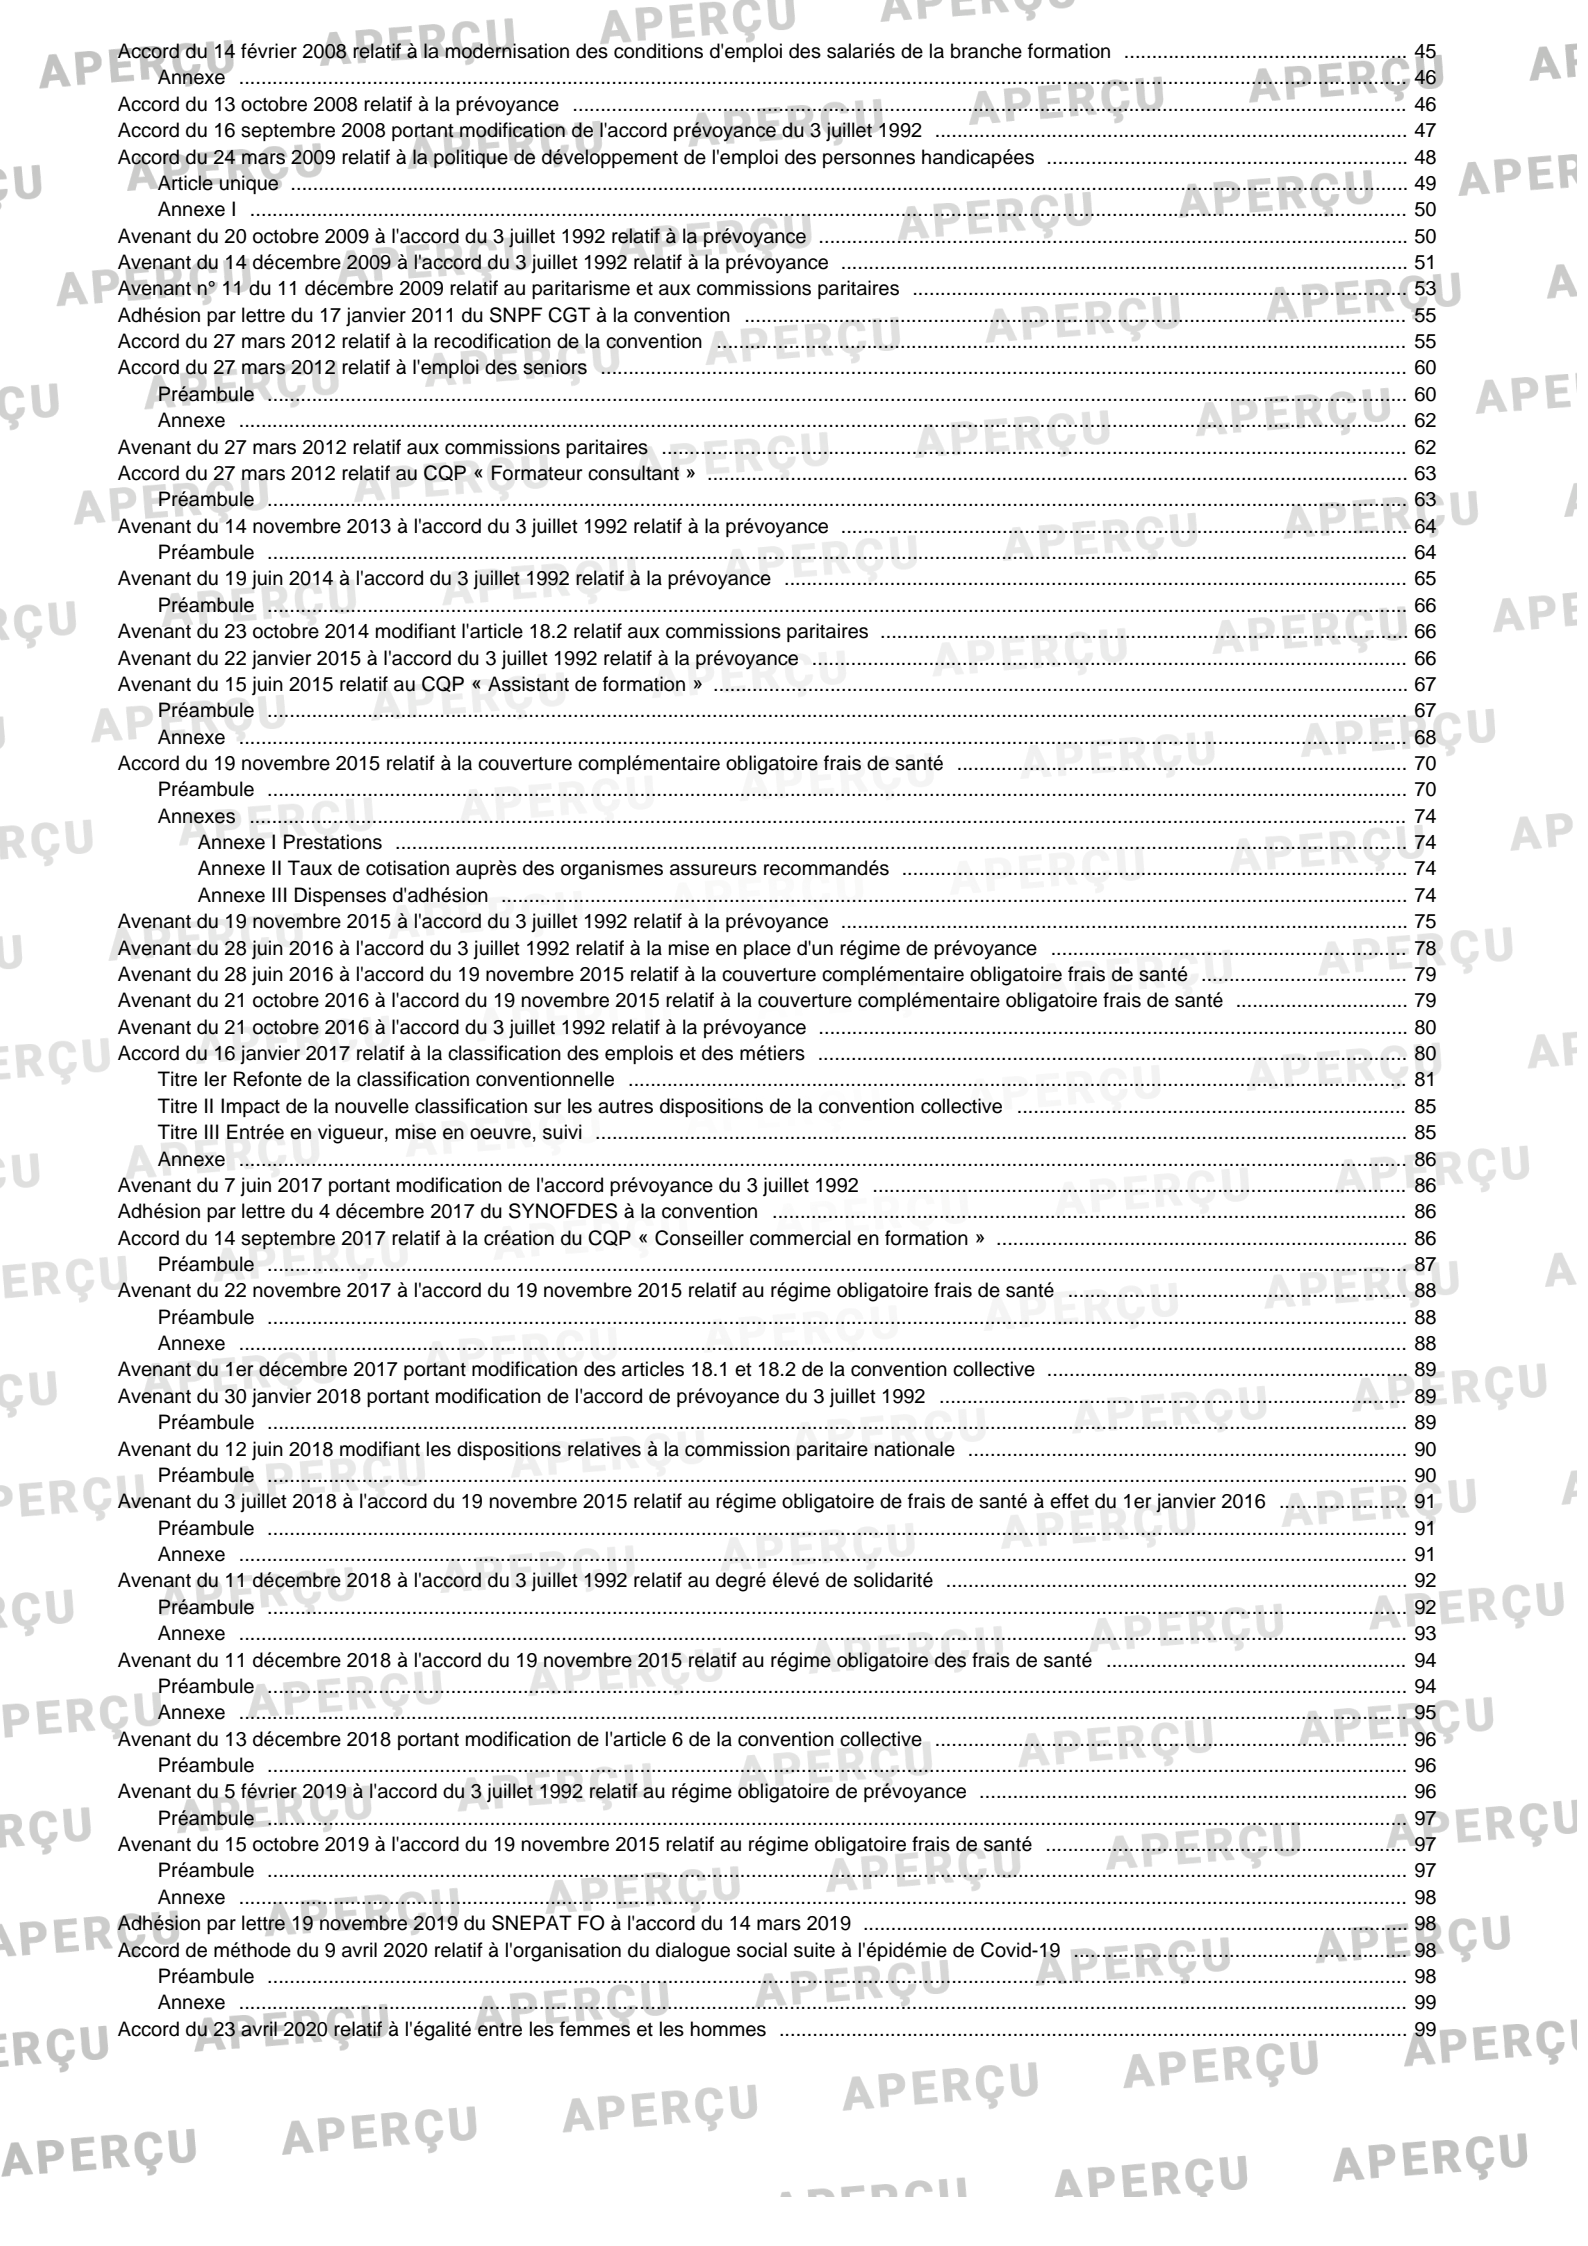 Accord du 14 février 2008 relatif à la modernisation des conditions d'emploi des salariés de la branche formation ........ 45
Annexe ........ 46
Accord du 13 octobre 2008 relatif à la prévoyance ........ 46
Accord du 16 septembre 2008 portant modification de l'accord prévoyance du 3 juillet 1992 ........ 47
Accord du 24 mars 2009 relatif à la politique de développement de l'emploi des personnes handicapées ........ 48
Article unique ........ 49
Annexe I ........ 50
Avenant du 20 octobre 2009 à l'accord du 3 juillet 1992 relatif à la prévoyance ........ 50
Avenant du 14 décembre 2009 à l'accord du 3 juillet 1992 relatif à la prévoyance ........ 51
Avenant n° 11 du 11 décembre 2009 relatif au paritarisme et aux commissions paritaires ........ 53
Adhésion par lettre du 17 janvier 2011 du SNPF CGT à la convention ........ 55
Accord du 27 mars 2012 relatif à la recodification de la convention ........ 55
Accord du 27 mars 2012 relatif à l'emploi des seniors ........ 60
Préambule ........ 60
Annexe ........ 62
Avenant du 27 mars 2012 relatif aux commissions paritaires ........ 62
Accord du 27 mars 2012 relatif au CQP « Formateur consultant » ........ 63
Préambule ........ 63
Avenant du 14 novembre 2013 à l'accord du 3 juillet 1992 relatif à la prévoyance ........ 64
Préambule ........ 64
Avenant du 19 juin 2014 à l'accord du 3 juillet 1992 relatif à la prévoyance ........ 65
Préambule ........ 66
Avenant du 23 octobre 2014 modifiant l'article 18.2 relatif aux commissions paritaires ........ 66
Avenant du 22 janvier 2015 à l'accord du 3 juillet 1992 relatif à la prévoyance ........ 66
Avenant du 15 juin 2015 relatif au CQP « Assistant de formation » ........ 67
Préambule ........ 67
Annexe ........ 68
Accord du 19 novembre 2015 relatif à la couverture complémentaire obligatoire frais de santé ........ 70
Préambule ........ 70
Annexes ........ 74
Annexe I Prestations ........ 74
Annexe II Taux de cotisation auprès des organismes assureurs recommandés ........ 74
Annexe III Dispenses d'adhésion ........ 74
Avenant du 19 novembre 2015 à l'accord du 3 juillet 1992 relatif à la prévoyance ........ 75
Avenant du 28 juin 2016 à l'accord du 3 juillet 1992 relatif à la mise en place d'un régime de prévoyance ........ 78
Avenant du 28 juin 2016 à l'accord du 19 novembre 2015 relatif à la couverture complémentaire obligatoire frais de santé ........ 79
Avenant du 21 octobre 2016 à l'accord du 19 novembre 2015 relatif à la couverture complémentaire obligatoire frais de santé ........ 79
Avenant du 21 octobre 2016 à l'accord du 3 juillet 1992 relatif à la prévoyance ........ 80
Accord du 16 janvier 2017 relatif à la classification des emplois et des métiers ........ 80
Titre Ier Refonte de la classification conventionnelle ........ 81
Titre II Impact de la nouvelle classification sur les autres dispositions de la convention collective ........ 85
Titre III Entrée en vigueur, mise en oeuvre, suivi ........ 85
Annexe ........ 86
Avenant du 7 juin 2017 portant modification de l'accord prévoyance du 3 juillet 1992 ........ 86
Adhésion par lettre du 4 décembre 2017 du SYNOFDES à la convention ........ 86
Accord du 14 septembre 2017 relatif à la création du CQP « Conseiller commercial en formation » ........ 86
Préambule ........ 87
Avenant du 22 novembre 2017 à l'accord du 19 novembre 2015 relatif au régime obligatoire frais de santé ........ 88
Préambule ........ 88
Annexe ........ 88
Avenant du 1er décembre 2017 portant modification des articles 18.1 et 18.2 de la convention collective ........ 89
Avenant du 30 janvier 2018 portant modification de l'accord de prévoyance du 3 juillet 1992 ........ 89
Préambule ........ 89
Avenant du 12 juin 2018 modifiant les dispositions relatives à la commission paritaire nationale ........ 90
Préambule ........ 90
Avenant du 3 juillet 2018 à l'accord du 19 novembre 2015 relatif au régime obligatoire de frais de santé à effet du 1er janvier 2016 ........ 91
Préambule ........ 91
Annexe ........ 91
Avenant du 11 décembre 2018 à l'accord du 3 juillet 1992 relatif au degré élevé de solidarité ........ 92
Préambule ........ 92
Annexe ........ 93
Avenant du 11 décembre 2018 à l'accord du 19 novembre 2015 relatif au régime obligatoire des frais de santé ........ 94
Préambule ........ 94
Annexe ........ 95
Avenant du 13 décembre 2018 portant modification de l'article 6 de la convention collective ........ 96
Préambule ........ 96
Avenant du 5 février 2019 à l'accord du 3 juillet 1992 relatif au régime obligatoire de prévoyance ........ 96
Préambule ........ 97
Avenant du 15 octobre 2019 à l'accord du 19 novembre 2015 relatif au régime obligatoire frais de santé ........ 97
Préambule ........ 97
Annexe ........ 98
Adhésion par lettre 19 novembre 2019 du SNEPAT FO à l'accord du 14 mars 2019 ........ 98
Accord de méthode du 9 avril 2020 relatif à l'organisation du dialogue social suite à l'épidémie de Covid-19 ........ 98
Préambule ........ 98
Annexe ........ 99
Accord du 23 avril 2020 relatif à l'égalité entre les femmes et les hommes ........ 99
APERÇU